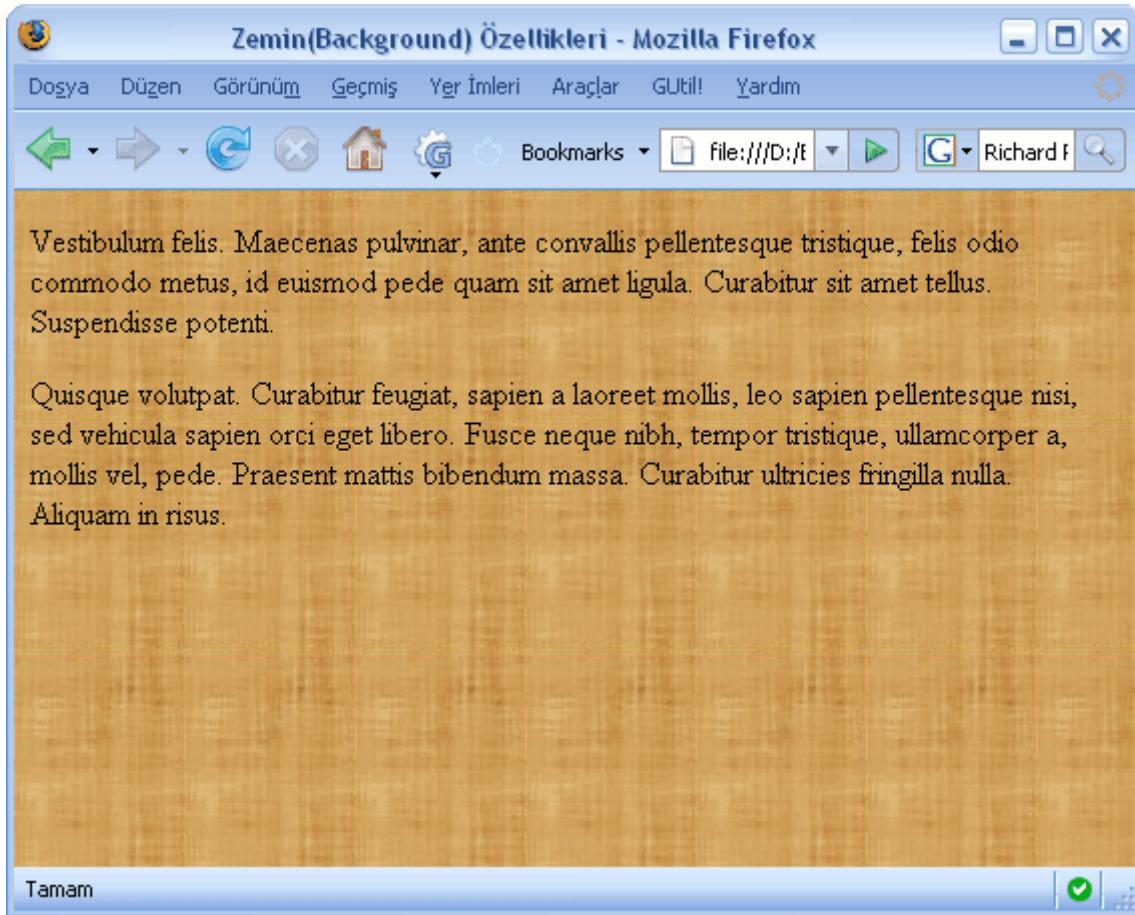 Zemin(Background) Özellikleri - Mozilla Firefox
Dosya Düzen Görünüm Geçmiş Yer İmleri Araçlar GUtil! Yardım
Bookmarks file:///D:/ Richard
Vestibulum felis. Maecenas pulvinar, ante convallis pellentesque tristique, felis odio
commodo metus, id euismod pede quam sit amet ligula. Curabitur sit amet tellus.
Suspendisse potenti.
Quisque volutpat. Curabitur feugiat, sapien a laoreet mollis, leo sapien pellentesque nisi,
sed vehicula sapien orci eget libero. Fusce neque nibh, tempor tristique, ullamcorper a,
mollis vel, pede. Praesent mattis bibendum massa. Curabitur ultricies fringilla nulla.
Aliquam in risus.
Tamam